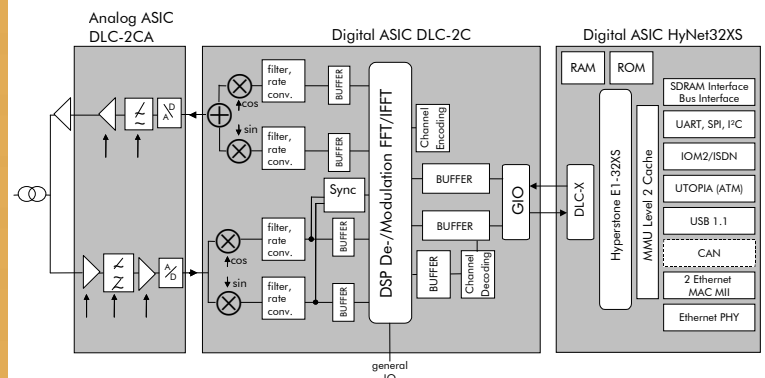 Analog ASIC
DLC-2CA
Digital ASIC DLC-2C
Digital ASIC HyNet32XS
D
A
cos
sin
filter,
rate
conv.
BUFFER
filter,
rate
conv.
BUFFER
Sync
DSP De-/Modulation FFT/IFFT
Channel
Encoding
BUFFER
BUFFER
GIO
BUFFER
Channel
Decoding
A/D
cos
sin
filter,
rate
conv.
BUFFER
filter,
rate
conv.
BUFFER
general
IO
RAM
ROM
DLC-X
Hyperstone E1-32XS
MMU Level 2 Cache
SDRAM Interface
Bus Interface
UART, SPI, I²C
IOM2/ISDN
UTOPIA (ATM)
USB 1.1
CAN
2 Ethernet
MAC MII
Ethernet PHY